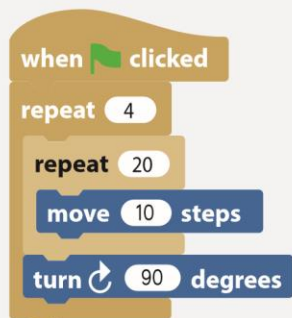 when clicked
repeat 4
repeat 20
move 10 steps
turn 90 degrees